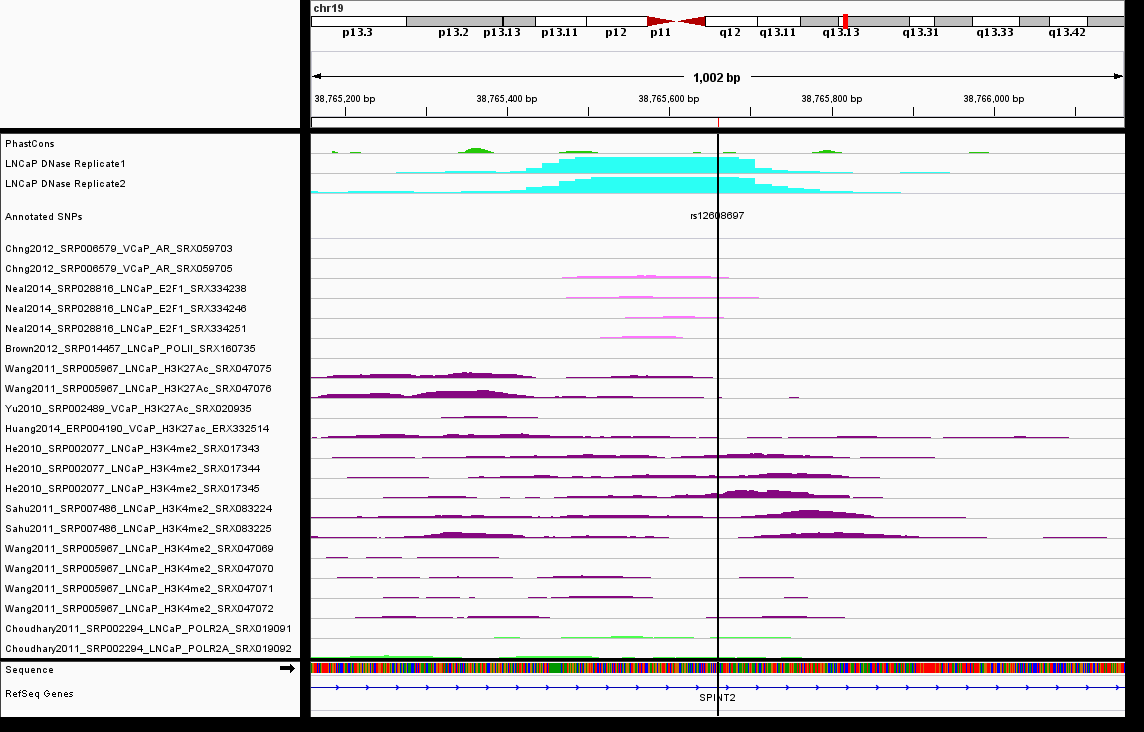 chr19
p13.3 p13.2 p13.13 p13.11 p12 p11 q12 q13.11 q13.13 q13.31 q13.33 q13.42
1,002 bp
38,765,200 bp 38,765,400 bp 38,765,600 bp 38,765,800 bp 38,766,000 bp
PhastCons
LNCaP DNase Replicate1
LNCaP DNase Replicate2
Annotated SNPs rs12608697
Chng2012_SRP006579_VCaP_AR_SRX059703
Chng2012_SRP006579_VCaP_AR_SRX059705
Neal2014_SRP028816_LNCaP_E2F1_SRX334238
Neal2014_SRP028816_LNCaP_E2F1_SRX334246
Neal2014_SRP028816_LNCaP_E2F1_SRX334251
Brown2012_SRP014457_LNCaP_POLII_SRX160735
Wang2011_SRP005967_LNCaP_H3K27Ac_SRX047075
Wang2011_SRP005967_LNCaP_H3K27Ac_SRX047076
Yu2010_SRP002489_VCaP_H3K27Ac_SRX020935
Huang2014_ERP004190_VCaP_H3K27ac_ERX332514
He2010_SRP002077_LNCaP_H3K4me2_SRX017343
He2010_SRP002077_LNCaP_H3K4me2_SRX017344
He2010_SRP002077_LNCaP_H3K4me2_SRX017345
Sahu2011_SRP007486_LNCaP_H3K4me2_SRX083224
Sahu2011_SRP007486_LNCaP_H3K4me2_SRX083225
Wang2011_SRP005967_LNCaP_H3K4me2_SRX047069
Wang2011_SRP005967_LNCaP_H3K4me2_SRX047070
Wang2011_SRP005967_LNCaP_H3K4me2_SRX047071
Wang2011_SRP005967_LNCaP_H3K4me2_SRX047072
Choudhary2011_SRP002294_LNCaP_POLR2A_SRX019091
Choudhary2011_SRP002294_LNCaP_POLR2A_SRX019092
Sequence
RefSeq Genes
SPINT2